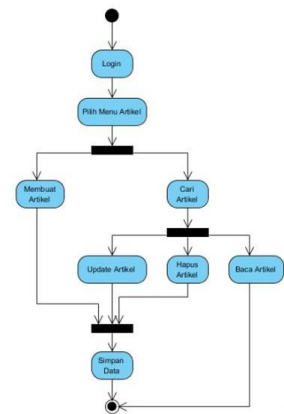 Login
Pilih Menu Artikel
Membuat
Artikel
Cari
Artikel
Update Artikel
Hapus
Artikel
Baca Artikel
Simpan
Data